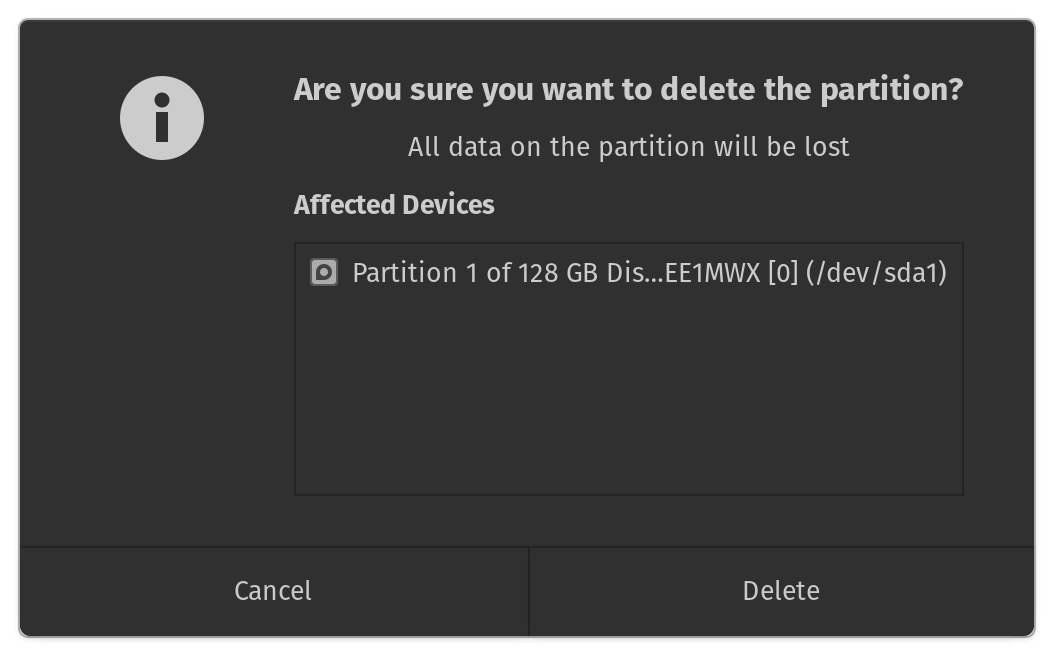 Are you sure you want to delete the partition?
All data on the partition will be lost
Affected Devices
Partition 1 of 128 GB Dis...EE1MWX [0] (/dev/sda1)
Cancel
Delete